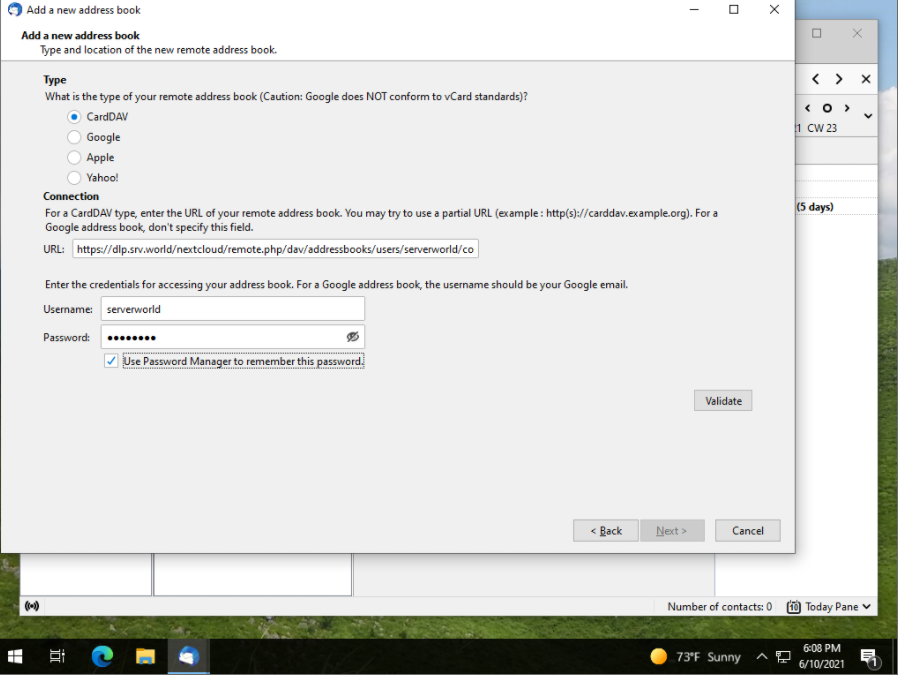 Add a new address book
Add a new address book
Type and location of the new remote address book.
Type
What is the type of your remote address book (Caution: Google does NOT conform to vCard standards)?
CardDAV
Google
Apple
Yahoo!
Connection
For a CardDAV type, enter the URL of your remote address book. You may try to use a partial URL (example : http(s)://carddav.example.org). For a
Google address book, don't specify this field.
URL: https://dlp.srv.world/nextcloud/remote.php/dav/addressbooks/users/serverworld/co
Enter the credentials for accessing your address book. For a Google address book, the username should be your Google email.
Username: serverworld
Password: ●●●●●●●●
Use Password Manager to remember this password.
Validate
< Back Next > Cancel
1 CW 23
(5 days)
Number of contacts: 0 10 Today Pane
73°F Sunny
6:08 PM
6/10/2021
1